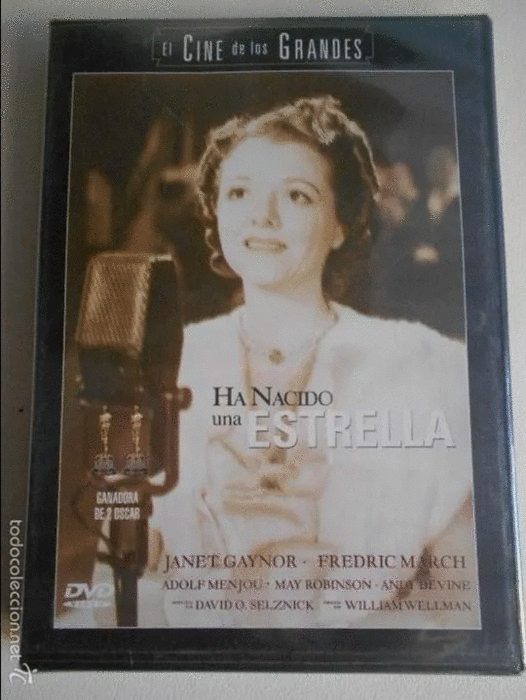 El CINE de los GRANDES
HA NACIDO
una ESTRELLA
GANADORA
DE 2 OSCAR
JANET GAYNOR · FREDRIC MARCH
ADOLF MENJOU · MAY ROBINSON · ANDY DEVINE
DAVID O. SELZNICK WILLIAM WELLMAN
DVD
VIDEO
todocoleccion.net